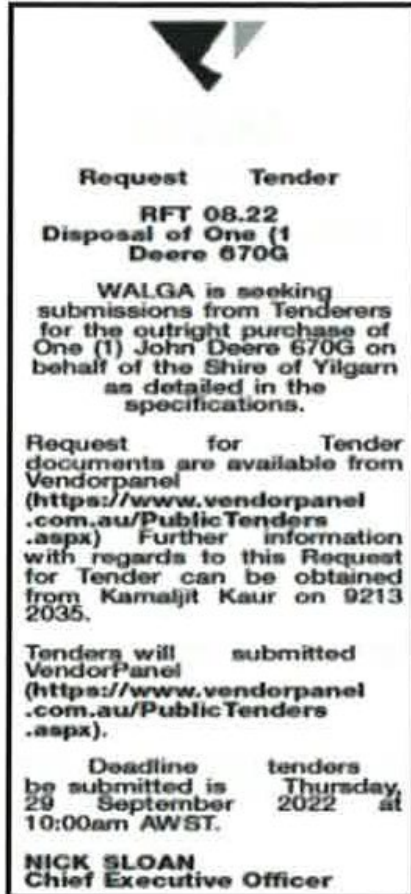 Request Tender
RFT 08.22
Disposal of One (1
Deere 670G
WALGA is seeking
submissions from Tenderers
for the outright purchase of
One (1) John Deere 670G on
behalf of the Shire of Yilgarn
as detailed in the
specifications.
Request for Tender
documents are available from
Vendorpanel
(https://www.vendorpanel
.com.au/PublicTenders
.aspx) Further information
with regards to this Request
for Tender can be obtained
from Kamaljit Kaur on 9213
2035.
Tenders will submitted
VendorPanel
(https://www.vendorpanel
.com.au/PublicTenders
.aspx).
Deadline tenders
be submitted is Thursday,
29 September 2022 at
10:00am AWST.
NICK SLOAN
Chief Executive Officer